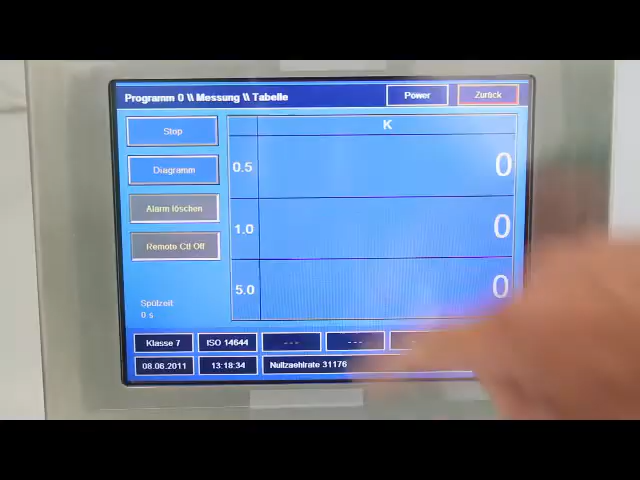 Programm 0 \\ Messung \\ Tabelle
Power
Zurück
Stop
K
Diagramm
0.5
0
Alarm löschen
1.0
0
Remote Ctl Off
5.0
0
Spülzeit
0 s
Klasse 7
ISO 14644
---
---
08.06.2011
13:18:34
Nullzaehlrate 31176